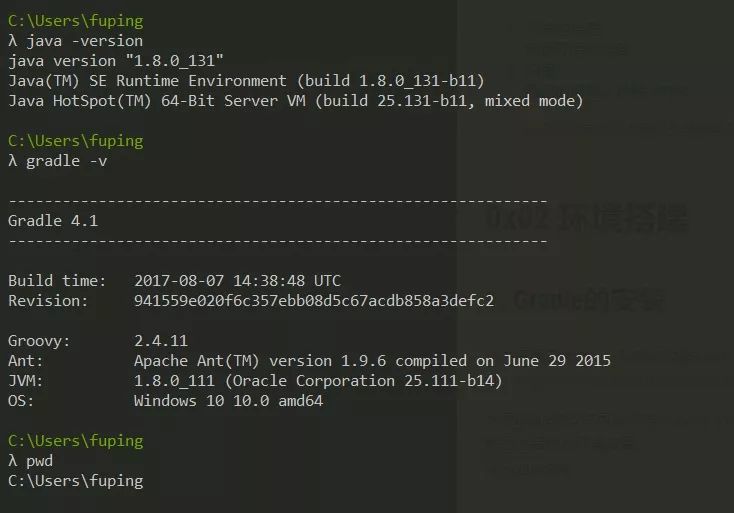 C:\Users\fuping
λ java -version
java version "1.8.0_131"
Java(TM) SE Runtime Environment (build 1.8.0_131-b11)
Java HotSpot(TM) 64-Bit Server VM (build 25.131-b11, mixed mode)
C:\Users\fuping
λ gradle -v
------------------------------------------------------------
Gradle 4.1
------------------------------------------------------------
Build time:   2017-08-07 14:38:48 UTC
Revision:     941559e020f6c357ebb08d5c67acdb858a3defc2
Groovy:       2.4.11
Ant:          Apache Ant(TM) version 1.9.6 compiled on June 29 2015
JVM:          1.8.0_111 (Oracle Corporation 25.111-b14)
OS:           Windows 10 10.0 amd64
C:\Users\fuping
λ pwd
C:\Users\fuping
0x02 环境搭建
Gradle的安装